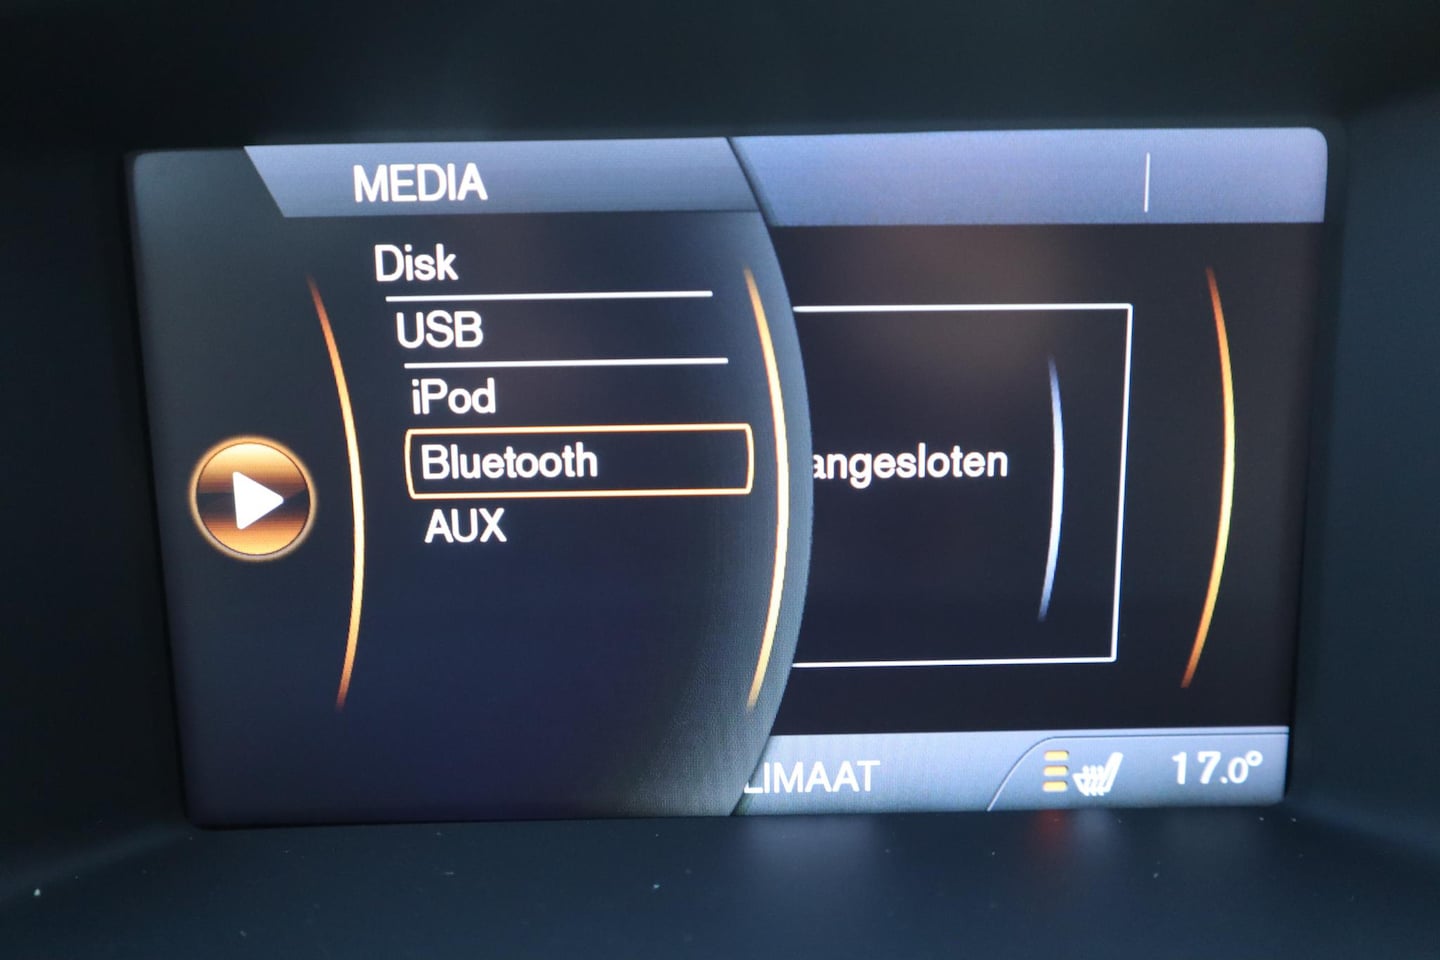 MEDIA
Disk
USB
iPod
Bluetooth
AUX
angesloten
LIMAAT
17.0°